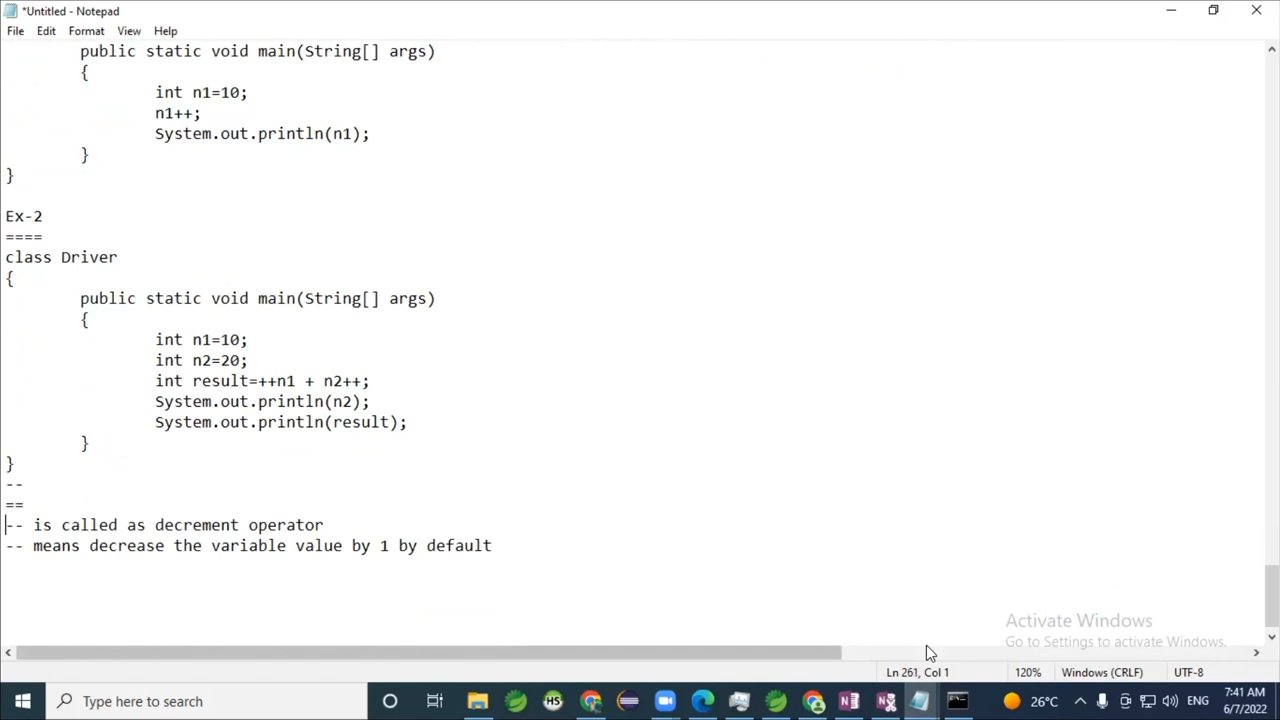 *Untitled - Notepad
File Edit Format View Help
public static void main(String[] args)
{
int n1=10;
n1++;
System.out.println(n1);
}
}
Ex-2
====
class Driver
{
public static void main(String[] args)
{
int n1=10;
int n2=20;
int result=++n1 + n2++;
System.out.println(n2);
System.out.println(result);
}
}
--
==
-- is called as decrement operator
-- means decrease the variable value by 1 by default
Activate Windows
Go to Settings to activate Windows.
Ln 261, Col 1 120% Windows (CRLF) UTF-8
Type here to search HS 26°C ENG 7:41 AM
6/7/2022